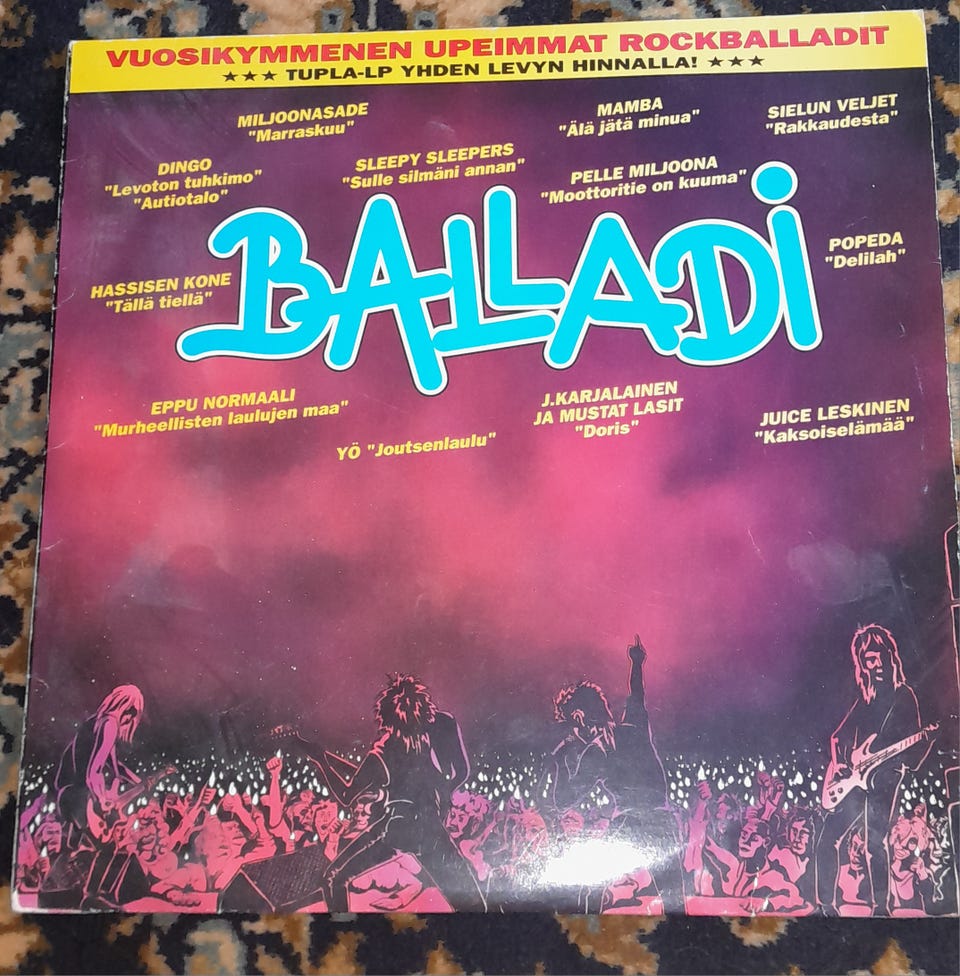 VUOSIKYMMENEN UPEIMMAT ROCKBALLADIT
★★★ TUPLA-LP YHDEN LEVYN HINNALLA! ★★★
MILJOONASADE
"Marraskuu"
MAMBA
"Älä jätä minua"
SIELUN VELJET
"Rakkaudesta"
DINGO
"Levoton tuhkimo"
"Autiotalo"
SLEEPY SLEEPERS
"Sulle silmäni annan"
PELLE MILJOONA
"Moottoritie on kuuma"
BALLADI
HASSISEN KONE
"Tällä tiellä"
POPEDA
"Delilah"
EPPU NORMAALI
"Murheellisten laulujen maa"
YÖ "Joutsenlaulu"
J.KARJALAINEN
JA MUSTAT LASIT
"Doris"
JUICE LESKINEN
"Kaksoiselämää"